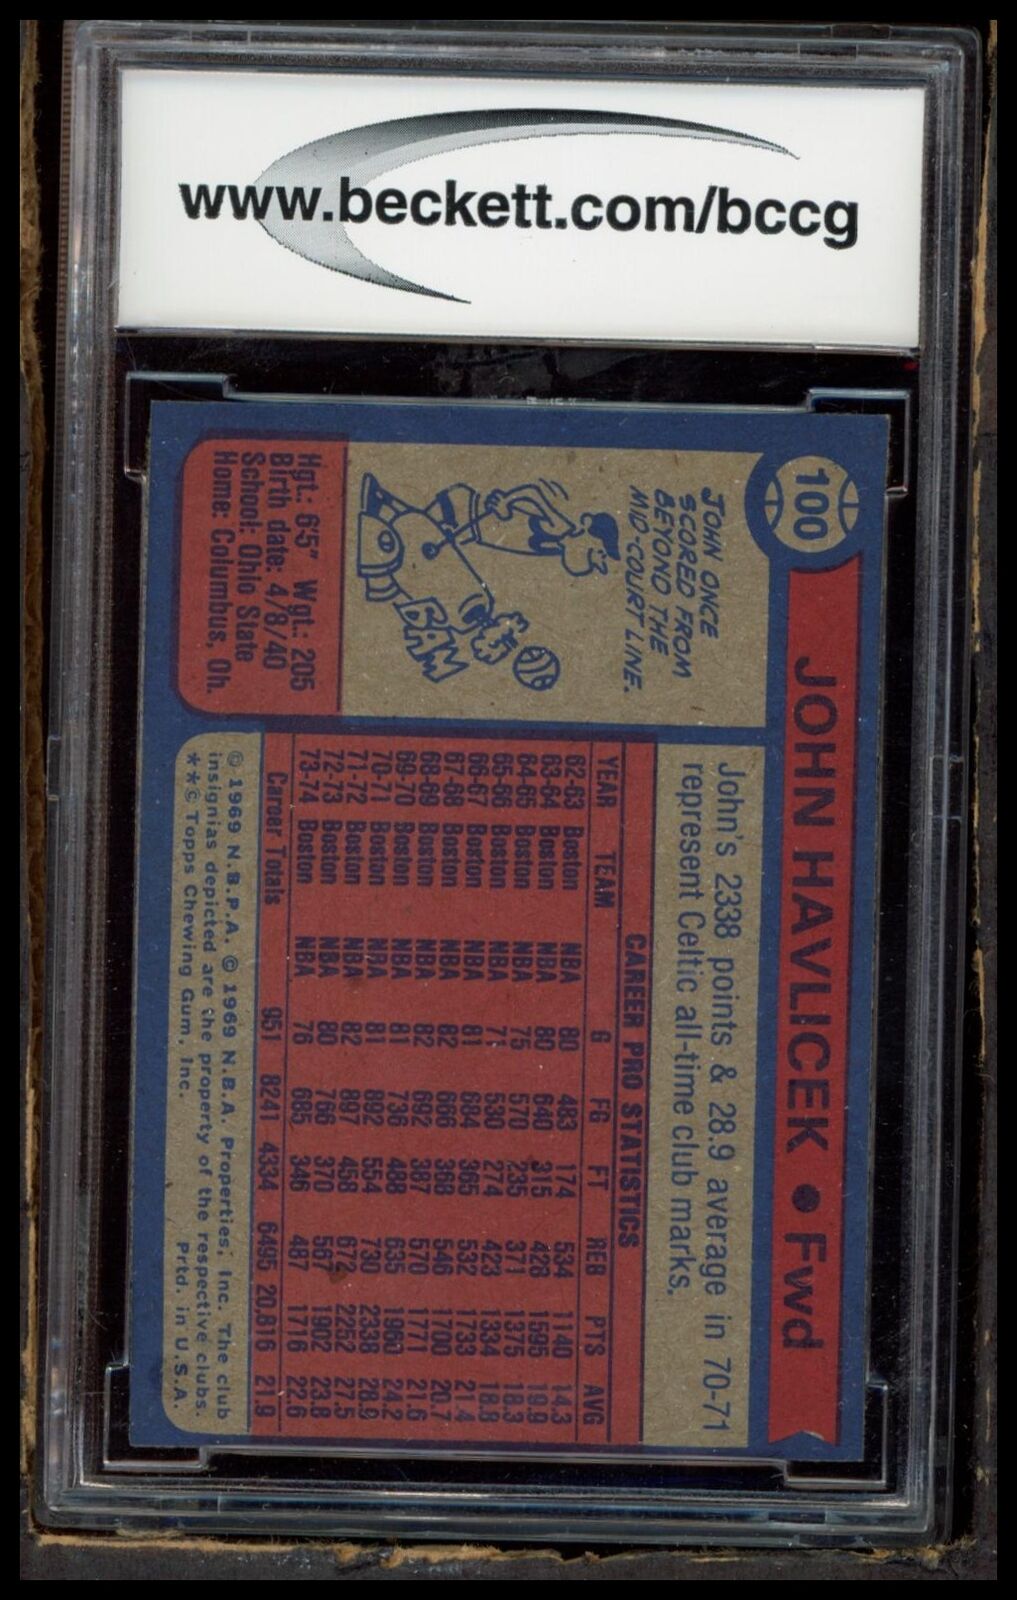 www.beckett.com/bccg
100
JOHN HAVLICEK • Fwd
JOHN ONCE
SCORED FROM
BEYOND THE
MID-COURT LINE.
BAM
Hgt.: 6'5" Wgt.: 205
Birth date: 4/8/40
School: Ohio State
Home: Columbus, Oh.
John's 2338 points & 28.9 average in 70-71
represent Celtic all-time club marks.
CAREER PRO STATISTICS
YEAR TEAM G FG FT REB PTS AVG
62-63 Boston NBA 80 483 174 534 1140 14.3
63-64 Boston NBA 80 640 315 428 1595 19.9
64-65 Boston NBA 75 570 235 371 1375 18.3
65-66 Boston NBA 71 530 274 423 1334 18.8
66-67 Boston NBA 81 684 365 532 1733 21.4
67-68 Boston NBA 82 666 368 546 1700 20.7
68-69 Boston NBA 82 692 387 570 1771 21.6
69-70 Boston NBA 81 736 488 635 1960 24.2
70-71 Boston NBA 81 892 554 730 2338 28.9
71-72 Boston NBA 82 897 458 672 2252 27.5
72-73 Boston NBA 80 766 370 567 1902 23.8
73-74 Boston NBA 76 685 346 487 1716 22.6
Career Totals 951 8241 4334 6495 20,816 21.9
© 1969 N.B.P.A. © 1969 N.B.A. Properties, Inc. The club
insignias depicted are the property of the respective clubs.
**© Topps Chewing Gum, Inc. Prtd. in U.S.A.